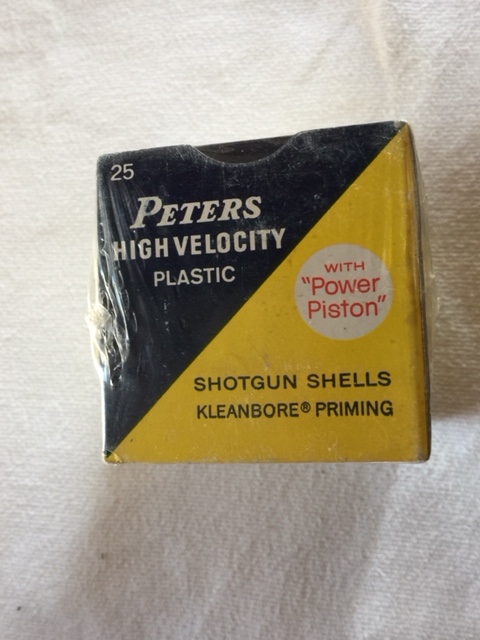 25
PETERS
HIGH VELOCITY
PLASTIC
WITH
"Power
Piston"
SHOTGUN SHELLS
KLEANBORE® PRIMING